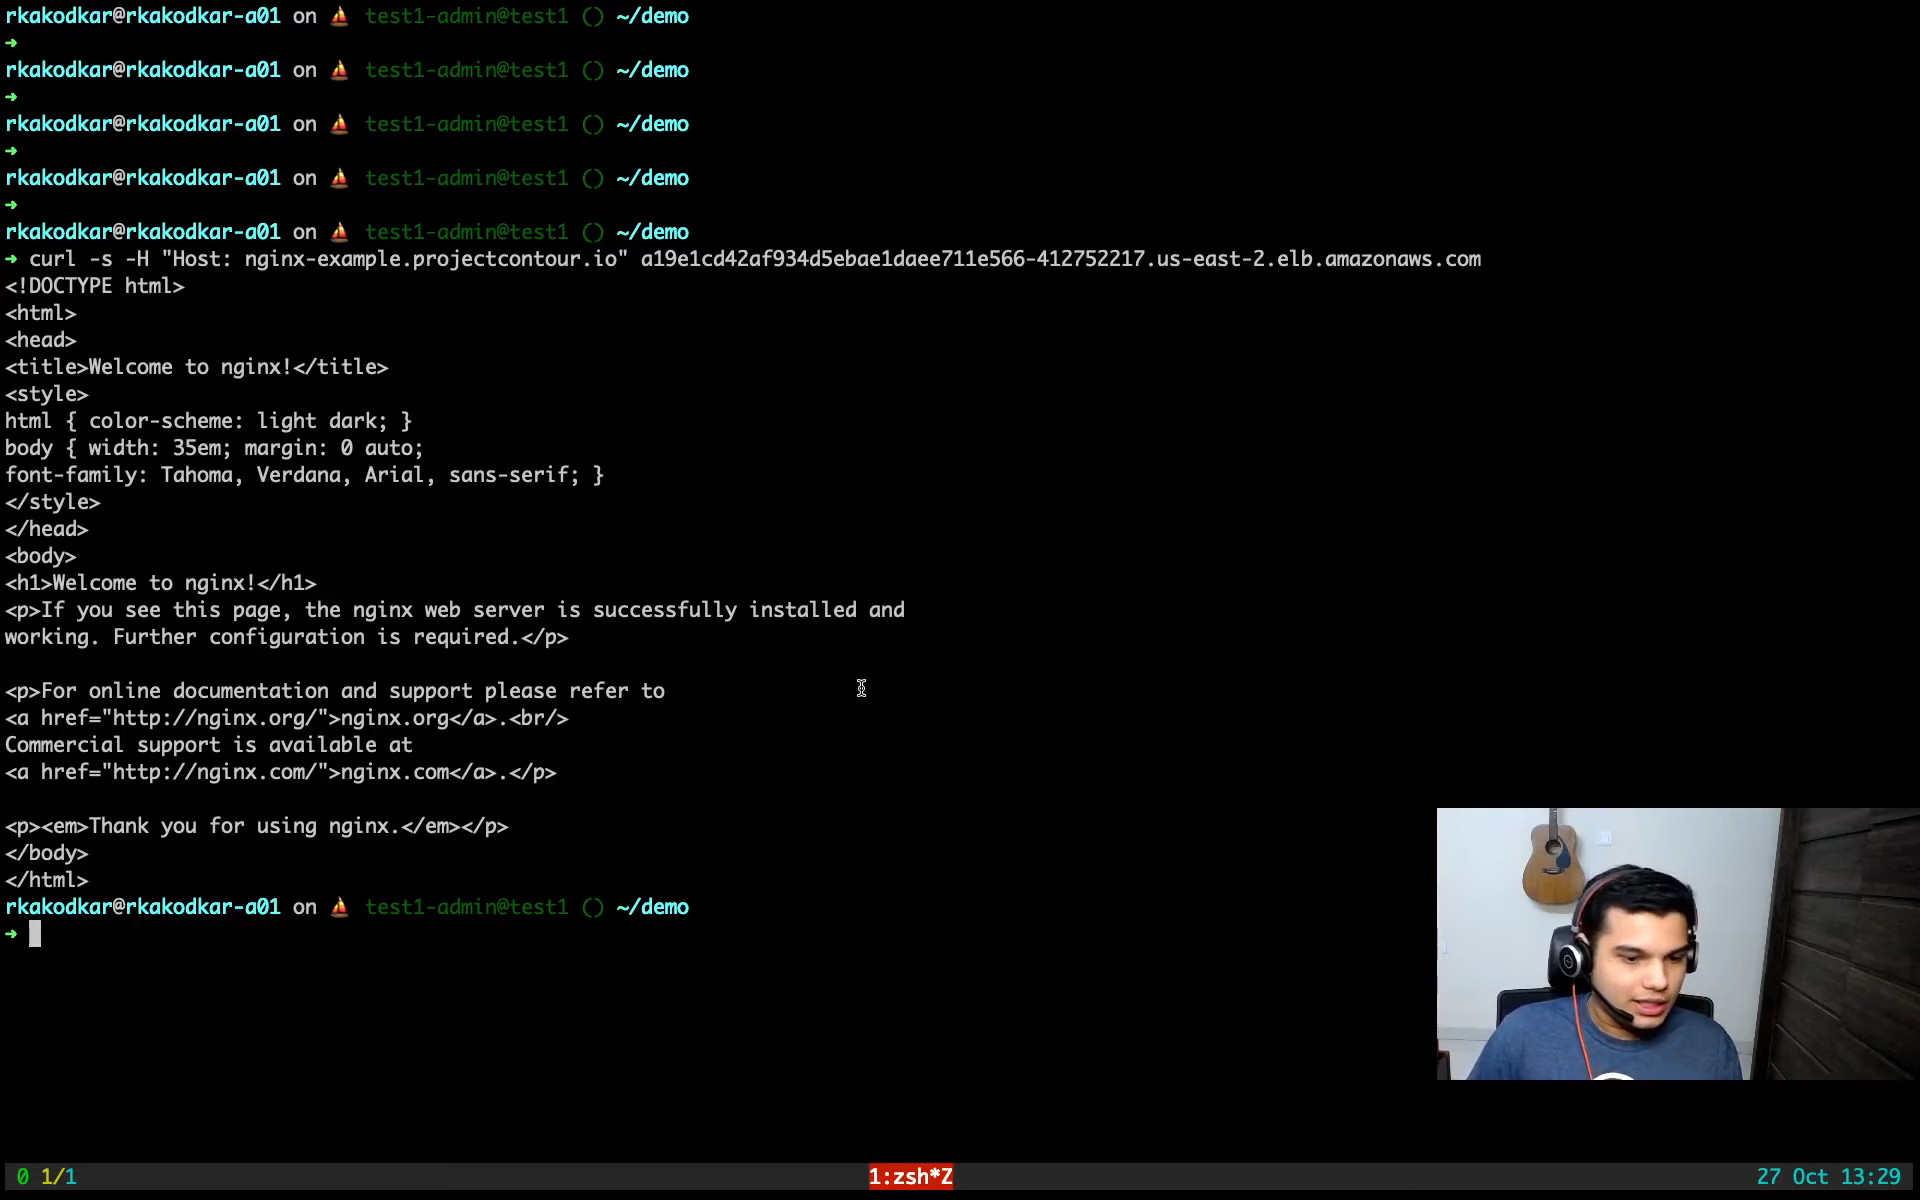 rkakodkar@rkakodkar-a01 on ⛵ test1-admin@test1 () ~/demo
➜
rkakodkar@rkakodkar-a01 on ⛵ test1-admin@test1 () ~/demo
➜
rkakodkar@rkakodkar-a01 on ⛵ test1-admin@test1 () ~/demo
➜
rkakodkar@rkakodkar-a01 on ⛵ test1-admin@test1 () ~/demo
➜
rkakodkar@rkakodkar-a01 on ⛵ test1-admin@test1 () ~/demo
➜ curl -s -H "Host: nginx-example.projectcontour.io" a19e1cd42af934d5ebae1daee711e566-412752217.us-east-2.elb.amazonaws.com
<!DOCTYPE html>
<html>
<head>
<title>Welcome to nginx!</title>
<style>
html { color-scheme: light dark; }
body { width: 35em; margin: 0 auto;
font-family: Tahoma, Verdana, Arial, sans-serif; }
</style>
</head>
<body>
<h1>Welcome to nginx!</h1>
<p>If you see this page, the nginx web server is successfully installed and
working. Further configuration is required.</p>

<p>For online documentation and support please refer to
<a href="http://nginx.org/">nginx.org</a>.<br/>
Commercial support is available at
<a href="http://nginx.com/">nginx.com</a>.</p>

<p><em>Thank you for using nginx.</em></p>
</body>
</html>
rkakodkar@rkakodkar-a01 on ⛵ test1-admin@test1 () ~/demo
➜
0 1/1 1:zsh*Z 27 Oct 13:29